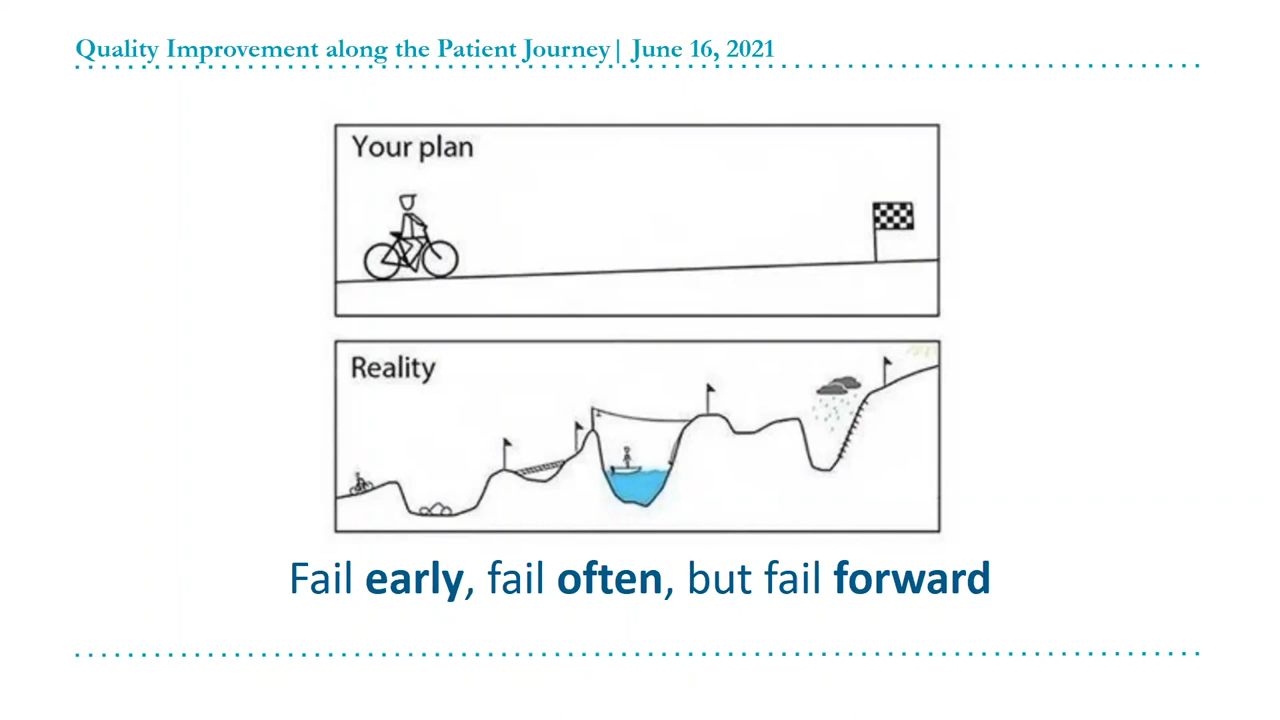 Quality Improvement along the Patient Journey| June 16, 2021
Your plan
Reality
Fail early, fail often, but fail forward